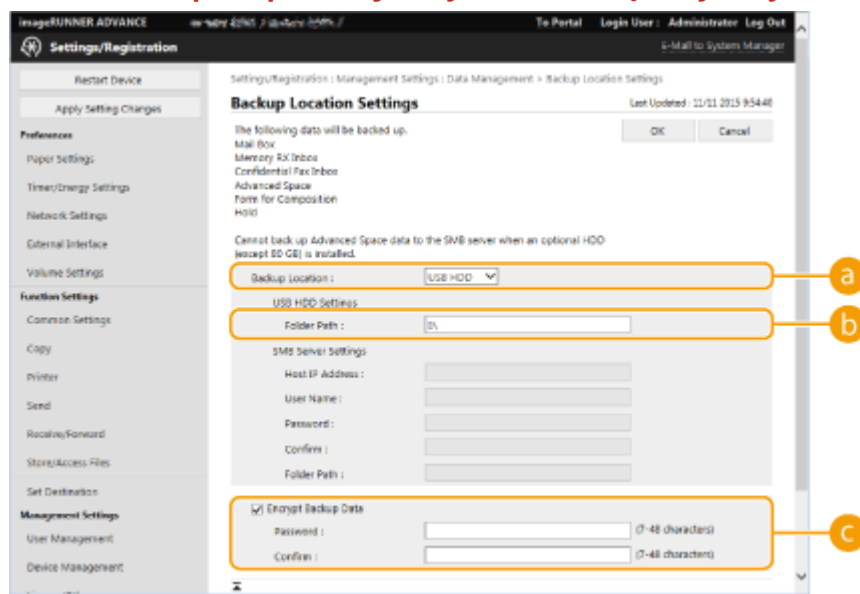 imageRUNNER ADVANCE
To Portal Login User : Administrator Log Out
Settings/Registration
E-Mail to System Manager
Restart Device
Apply Setting Changes
Preferences
Paper Settings
Timer/Energy Settings
Network Settings
External Interface
Volume Settings
Function Settings
Common Settings
Copy
Printer
Send
Receive/Forward
Store/Access Files
Set Destination
Management Settings
User Management
Device Management
Settings/Registration : Management Settings : Data Management > Backup Location Settings
Backup Location Settings
Last Updated : 11/11 2015 9:54:40
The following data will be backed up.
OK Cancel
Mail Box
Memory RX Inbox
Confidential Fax Inbox
Advanced Space
Form for Composition
Hold
Cannot back up Advanced Space data to the SMB server when an optional HDD
(except 80 GB) is installed.
Backup Location : USB HDD
a
USB HDD Settings
Folder Path :
b
SMB Server Settings
Host IP Address :
User Name :
Password :
Confirm :
Folder Path :
Encrypt Backup Data
Password : (7-48 characters)
c
Confirm : (7-48 characters)